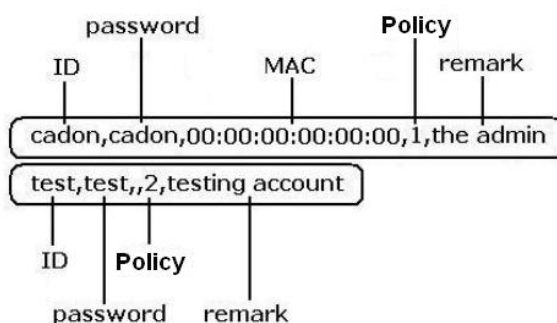 password Policy
ID MAC remark
cadon,cadon,00:00:00:00:00:00,1,the admin
test,test,,2,testing account
ID Policy
password remark